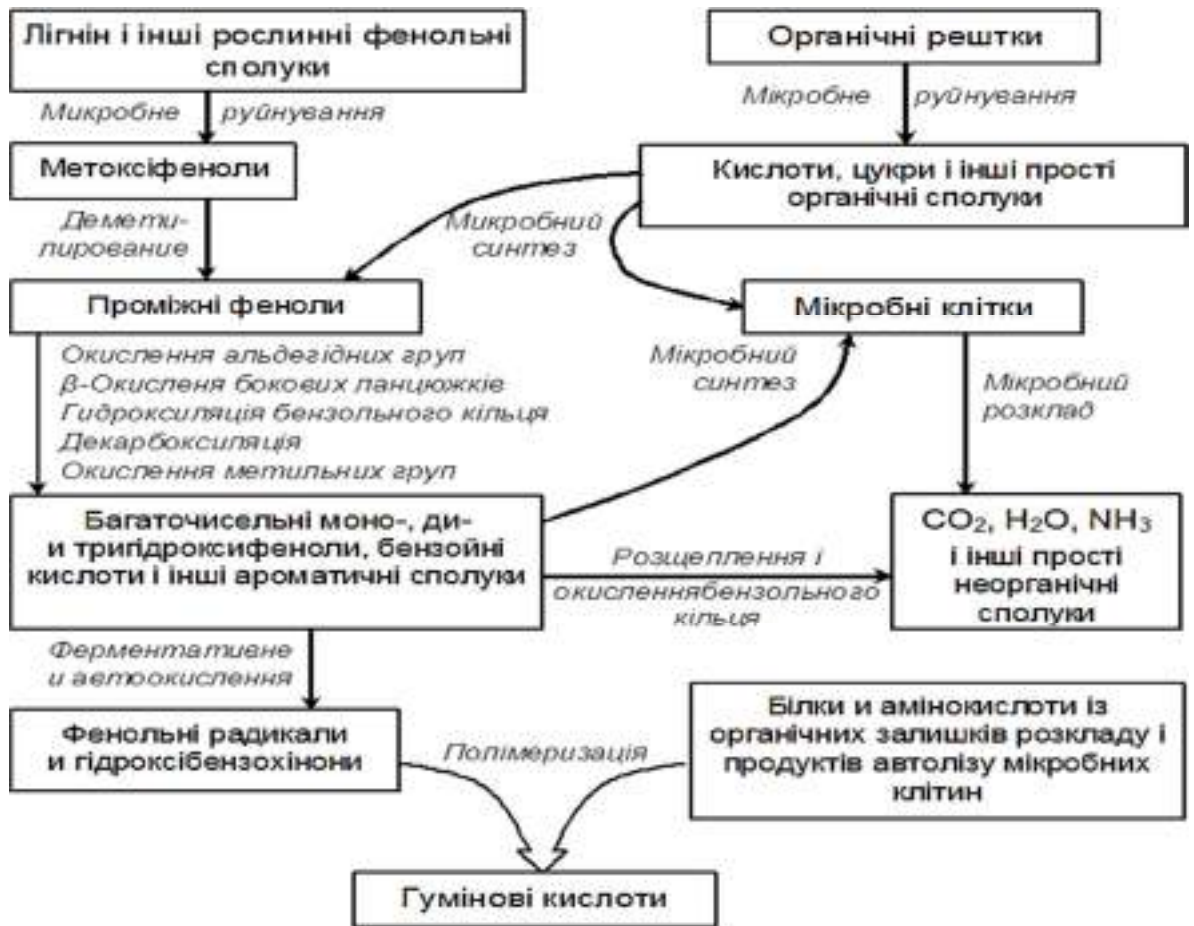 Лігнін і інші рослинні фенольні
сполуки
Органічні рештки
Микробне руйнування
Мікробне руйнування
Метоксіфеноли
Кислоти, цукри і інші прості
органічні сполуки
Демети-
лирование
Микробний
синтез
Проміжні феноли
Мікробні клітки
Окислення альдегідних груп
β-Окисленя бокових ланцюжків
Гидроксиляція бензольного кільця
Декарбоксиляція
Окислення метильних груп
Мікробний
синтез
Мікробний
розклад
Багаточисельні моно-, ди-
и тригідроксифеноли, бензойні
кислоти і інші ароматичні сполуки
Розщеплення і
окисленнябензольного
кільця
CO₂, H₂O, NH₃
і інші прості
неорганічні
сполуки
Ферментативне
и автоокислення
Фенольні радикали
и гідроксібензохінони
Полімеризація
Білки и амінокислоти із
органічних залишків розкладу і
продуктів автолізу мікробних
клітин
Гумінові кислоти